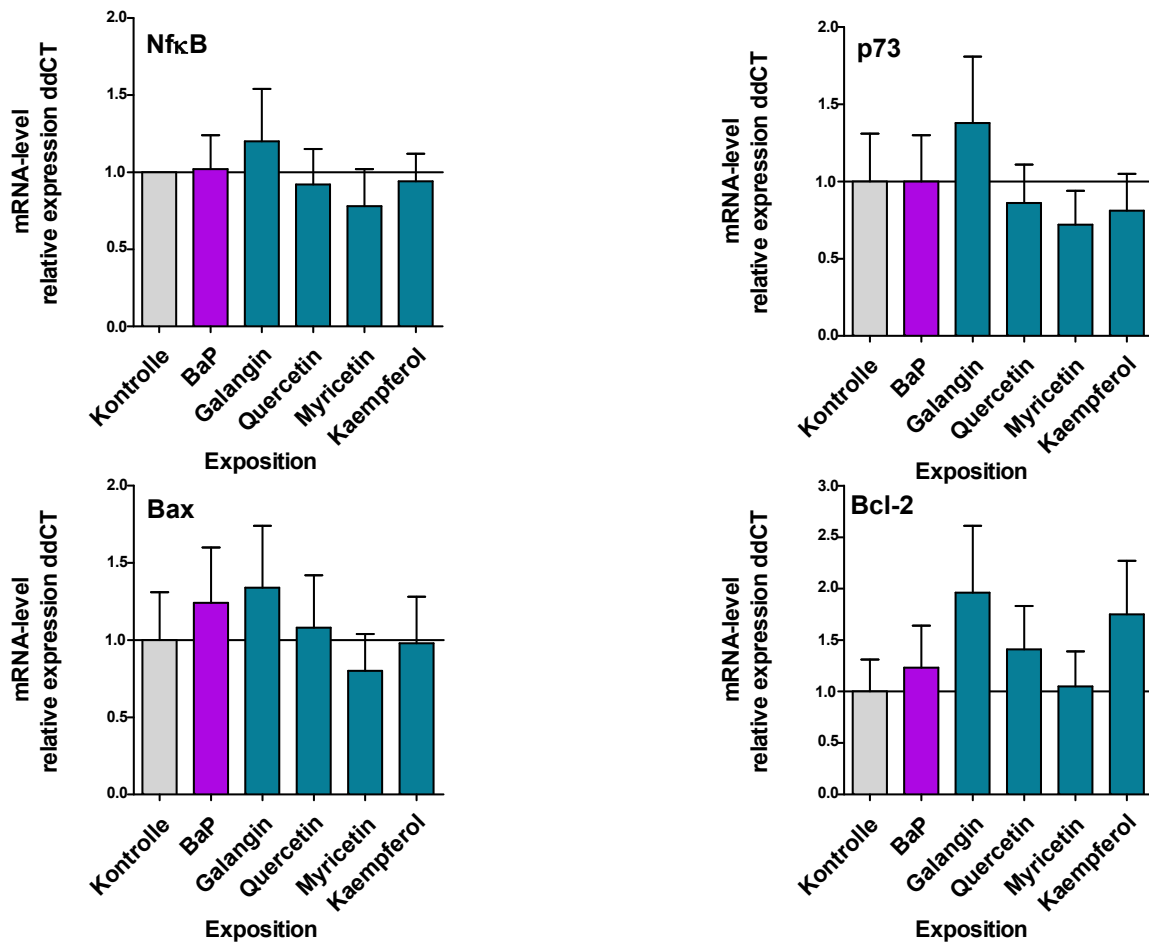 NfκB
mRNA-level
relative expression ddCT
2.0
1.5
1.0
0.5
0.0
Kontrolle
BaP
Galangin
Quercetin
Myricetin
Kaempferol
Exposition
p73
mRNA-level
relative expression ddCT
2.0
1.5
1.0
0.5
0.0
Kontrolle
BaP
Galangin
Quercetin
Myricetin
Kaempferol
Exposition
Bax
mRNA-level
relative expression ddCT
2.0
1.5
1.0
0.5
0.0
Kontrolle
BaP
Galangin
Quercetin
Myricetin
Kaempferol
Exposition
Bcl-2
mRNA-level
relative expression ddCT
3.0
2.5
2.0
1.5
1.0
0.5
0.0
Kontrolle
BaP
Galangin
Quercetin
Myricetin
Kaempferol
Exposition